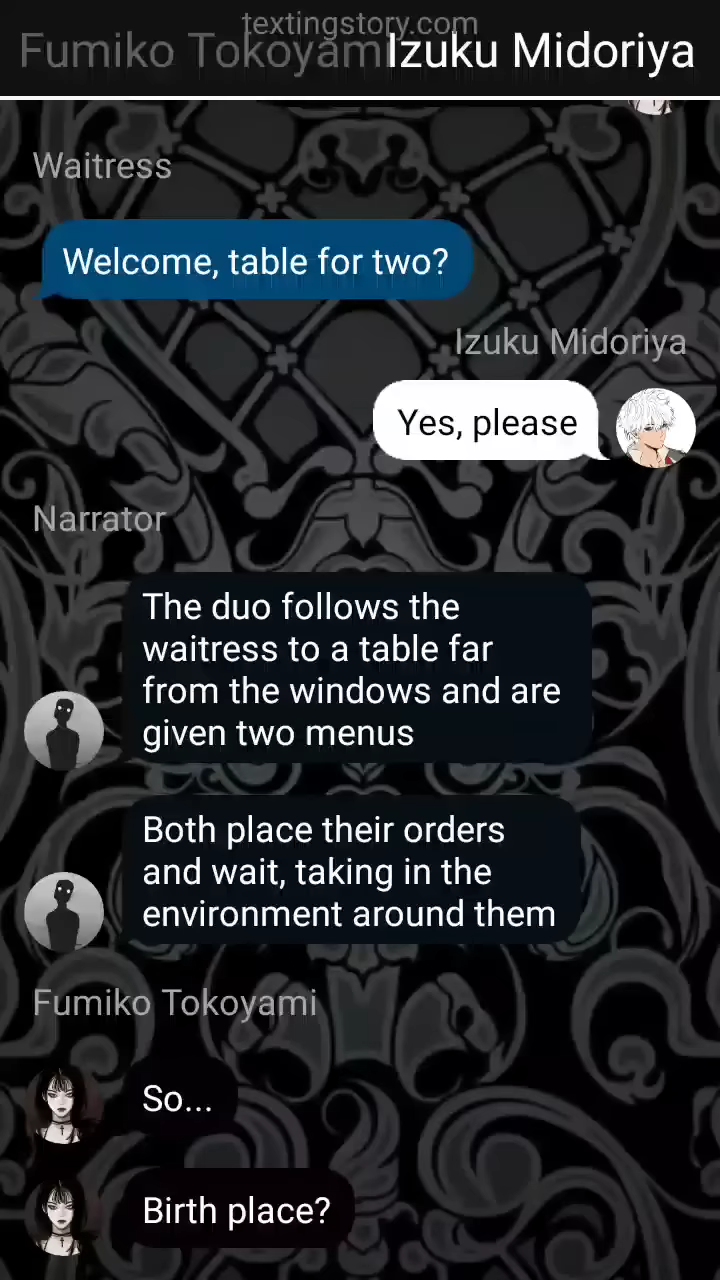 textingstory.com
Fumiko Tokoyami Izuku Midoriya
Waitress
Welcome, table for two?
Izuku Midoriya
Yes, please
Narrator
The duo follows the
waitress to a table far
from the windows and are
given two menus
Both place their orders
and wait, taking in the
environment around them
Fumiko Tokoyami
So...
Birth place?